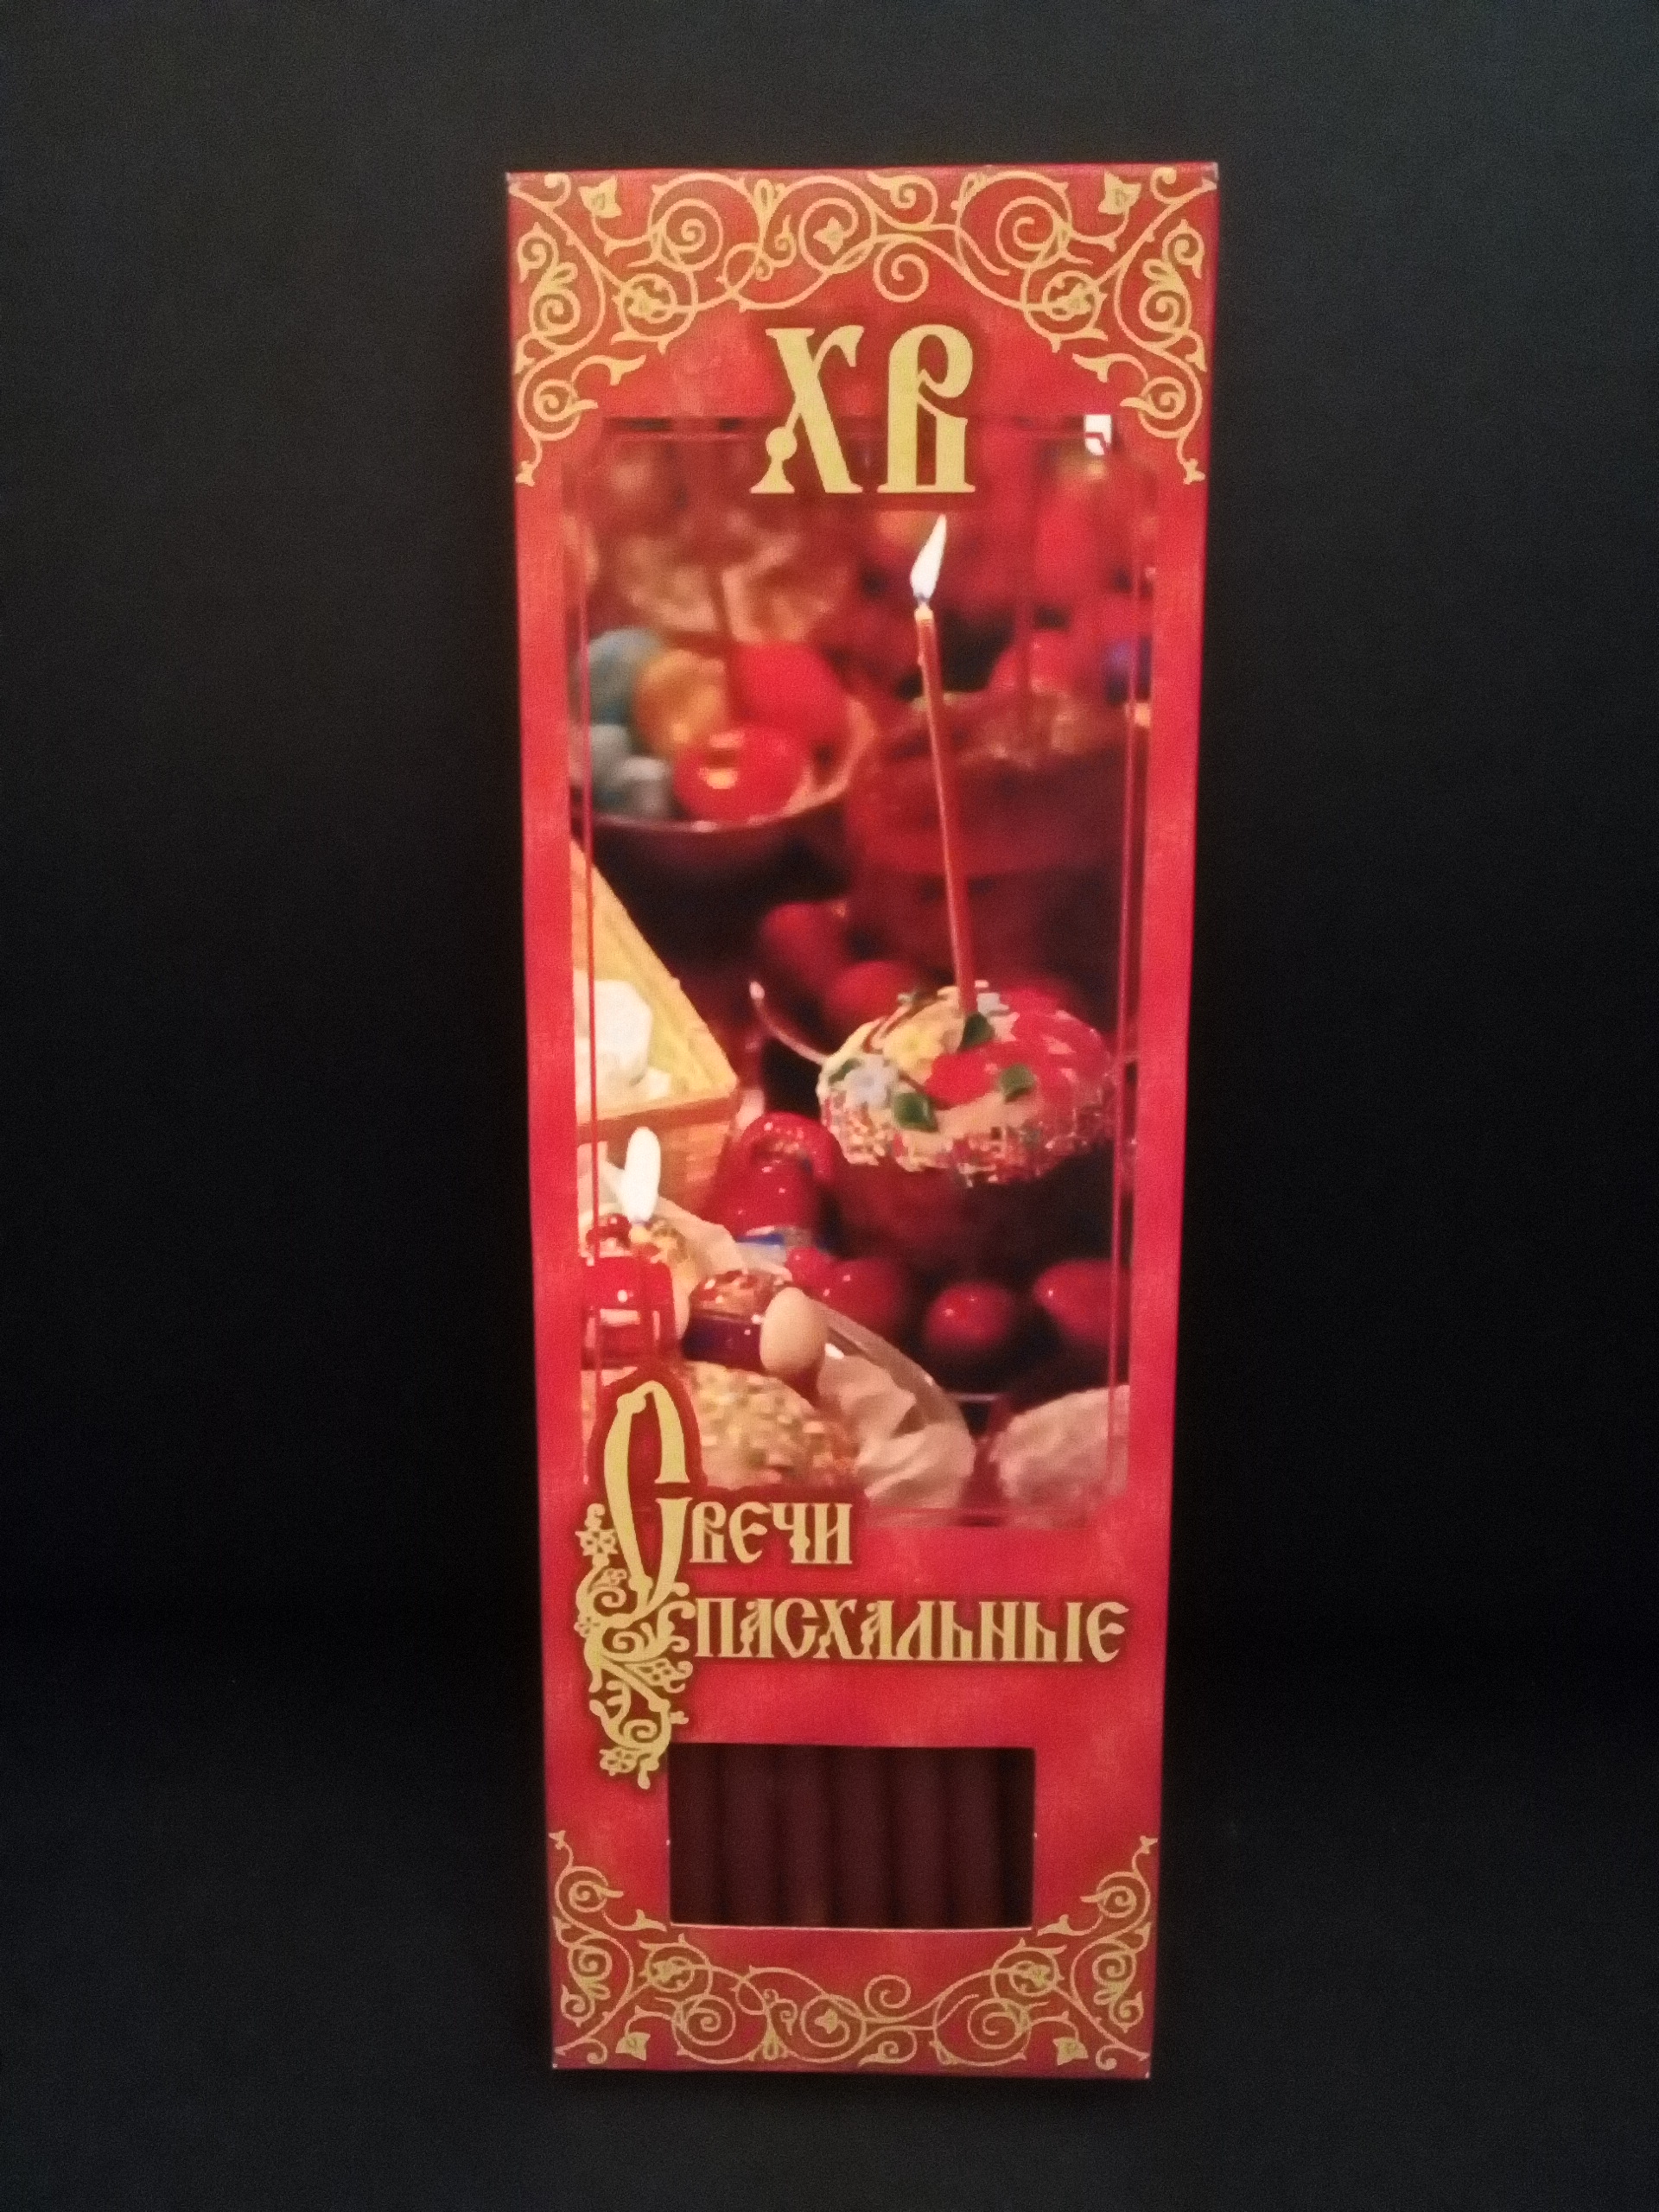 ХВ
Свечи
пасхальные